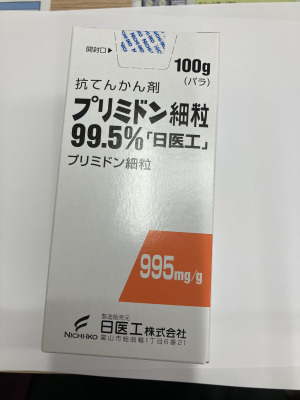 開封口▶
100g
(バラ)
抗てんかん剤
プリミドン細粒
99.5%「日医工」
プリミドン細粒
995mg/g
製造販売元
日医工株式会社
NICHIIKO
富山市総曲輪1丁目6番21